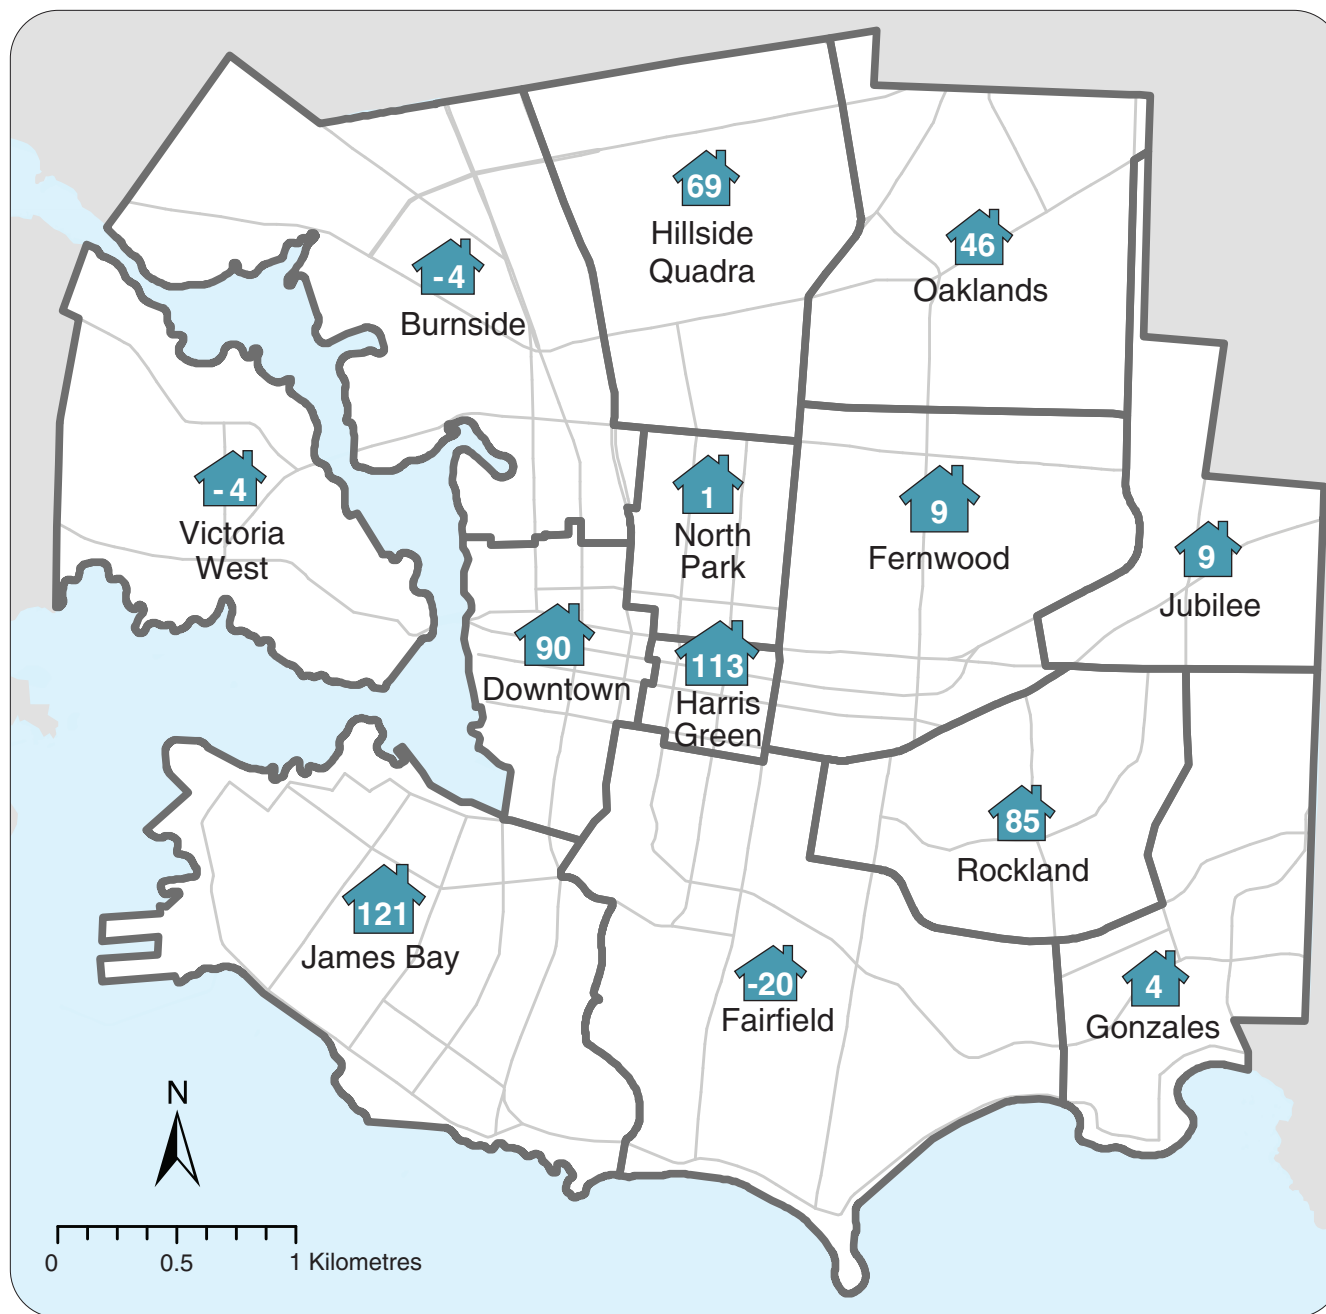 69
Hillside
Quadra
46
Oaklands
-4
Burnside
-4
Victoria
West
1
North
Park
9
Fernwood
9
Jubilee
90
Downtown
113
Harris
Green
85
Rockland
121
James Bay
-20
Fairfield
4
Gonzales
N
0 0.5 1 Kilometres